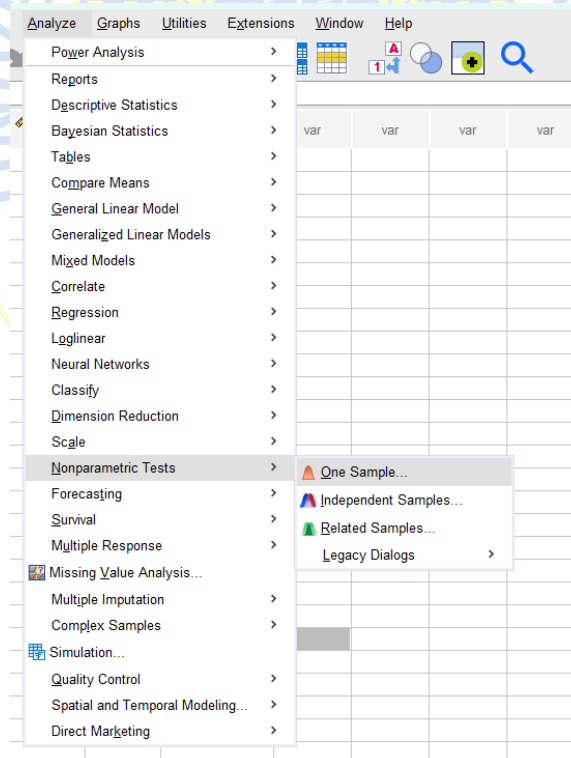 Analyze Graphs Utilities Extensions Window Help
Power Analysis
Reports
Descriptive Statistics
Bayesian Statistics
var var var var
Tables
Compare Means
General Linear Model
Generalized Linear Models
Mixed Models
Correlate
Regression
Loglinear
Neural Networks
Classify
Dimension Reduction
Scale
Nonparametric Tests
One Sample...
Independent Samples...
Related Samples...
Legacy Dialogs
Forecasting
Survival
Multiple Response
Missing Value Analysis...
Multiple Imputation
Complex Samples
Simulation...
Quality Control
Spatial and Temporal Modeling...
Direct Marketing
A
1